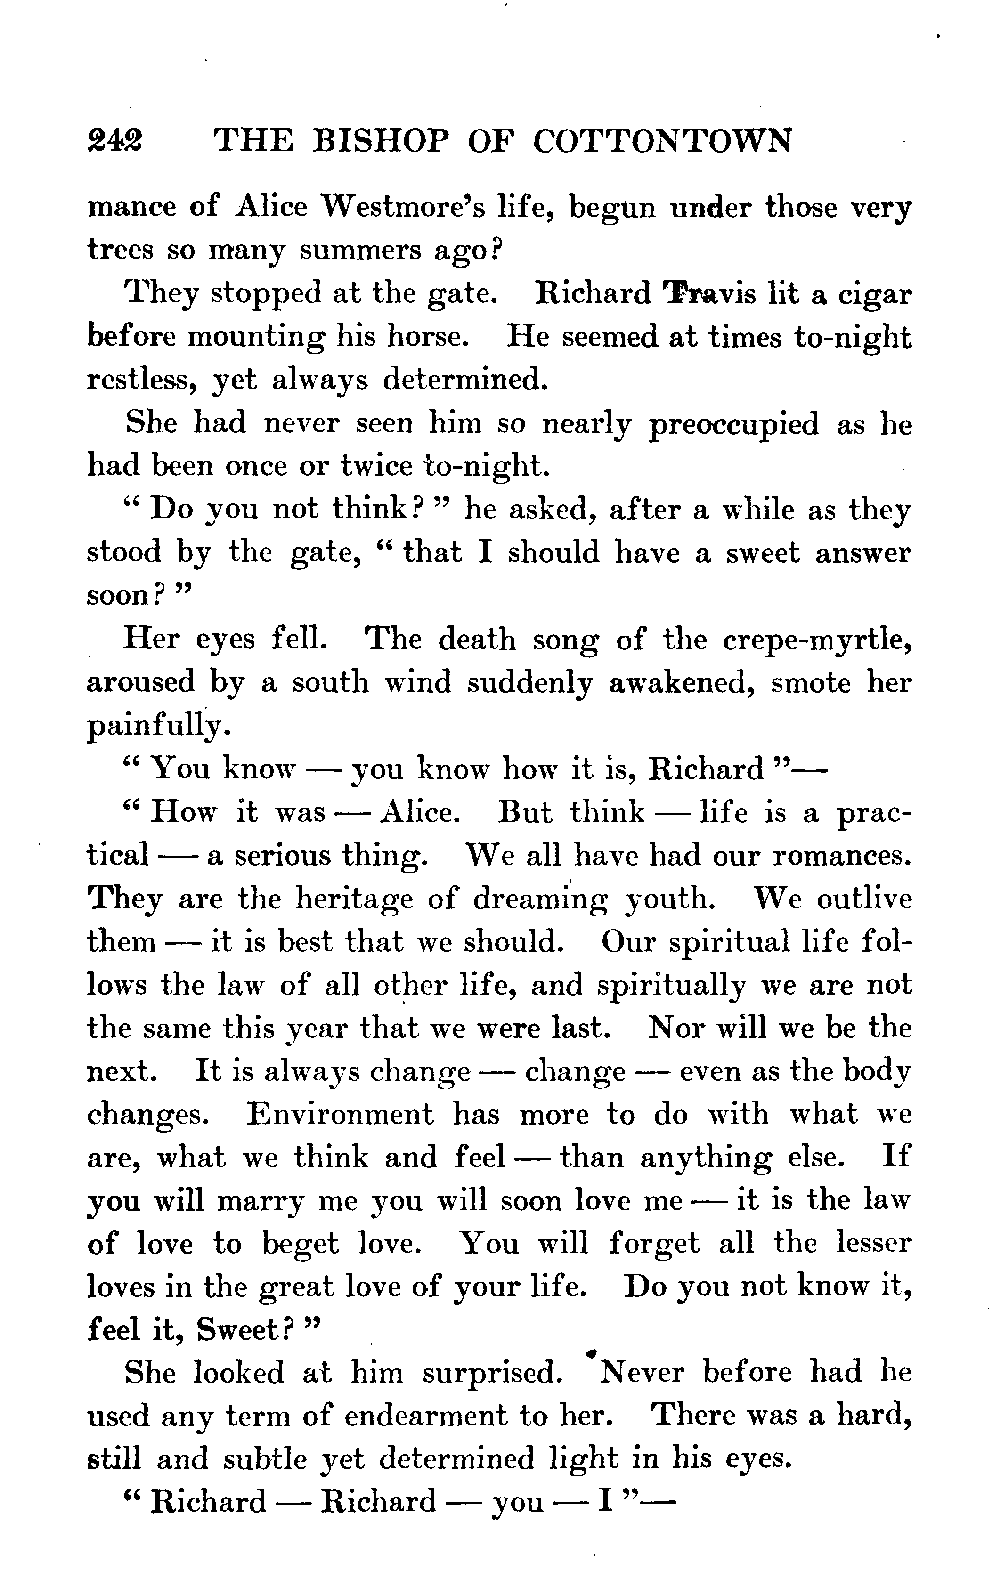 242 THE BISHOP OF COTTONTOWN
mance of Alice Westmore's life, begun under those very
trees so many summers ago?
They stopped at the gate. Richard Travis lit a cigar
before mounting his horse. He seemed at times to-night
restless, yet always determined.
She had never seen him so nearly preoccupied as he
had been once or twice to-night.
" Do you not think? " he asked, after a while as they
stood by the gate, " that I should have a sweet answer
soon? "
Her eyes fell. The death song of the crepe-myrtle,
aroused by a south wind suddenly awakened, smote her
painfully.
" You know — you know how it is, Richard "—
" How it was — Alice. But think — life is a prac-
tical — a serious thing. We all have had our romances.
They are the heritage of dreaming youth. We outlive
them — it is best that we should. Our spiritual life fol-
lows the law of all other life, and spiritually we are not
the same this year that we were last. Nor will we be the
next. It is always change — change — even as the body
changes. Environment has more to do with what we
are, what we think and feel — than anything else. If
you will marry me you will soon love me — it is the law
of love to beget love. You will forget all the lesser
loves in the great love of your life. Do you not know it,
feel it, Sweet? "
She looked at him surprised. Never before had he
used any term of endearment to her. There was a hard,
still and subtle yet determined light in his eyes.
" Richard — Richard — you — I "—